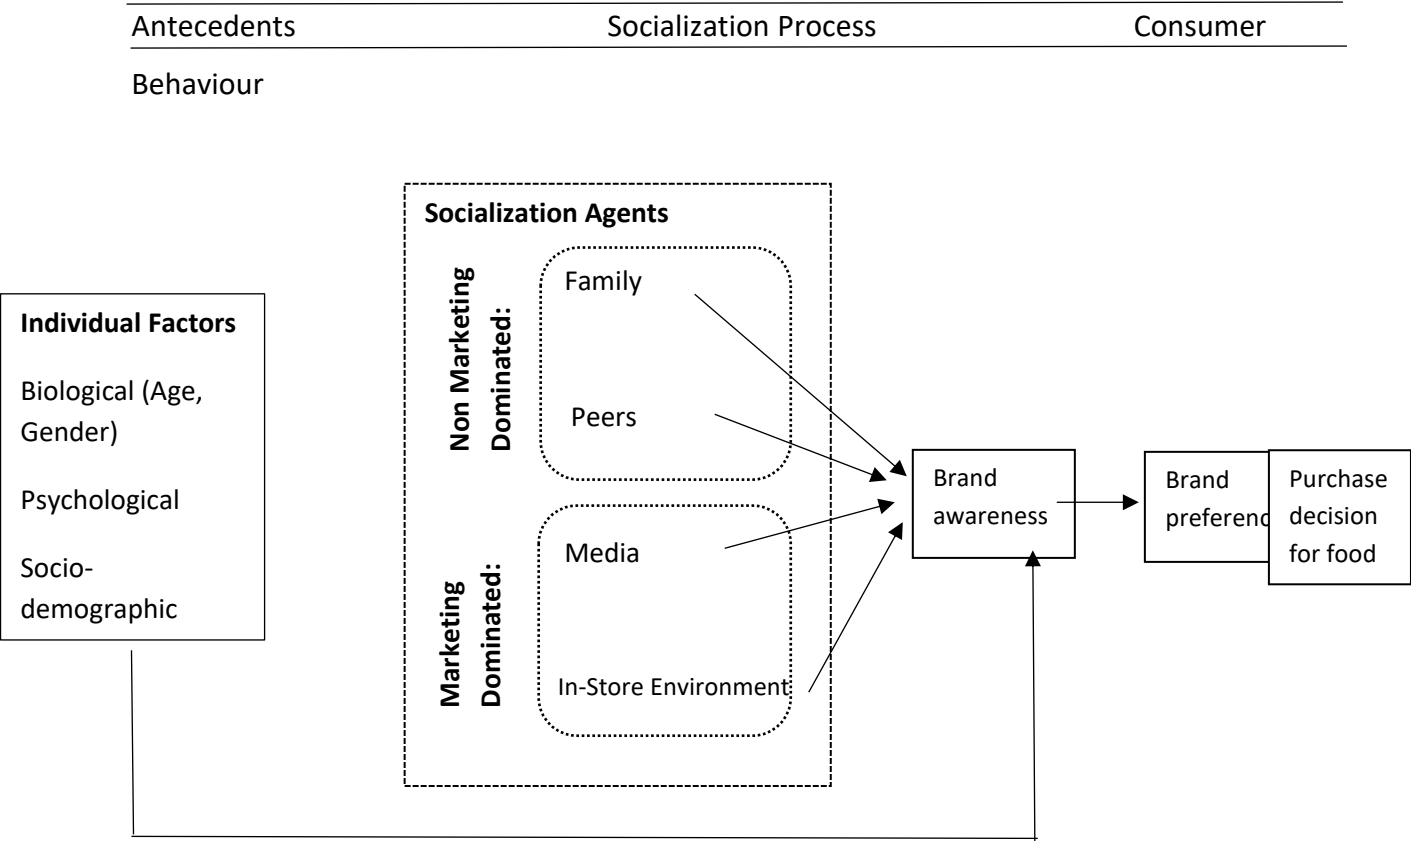 Antecedents Socialization Process Consumer
Behaviour
Socialization Agents
Non Marketing
Dominated:
Family
Peers
Marketing
Dominated:
Media
In-Store Environment
Individual Factors
Biological (Age,
Gender)
Psychological
Socio-
demographic
Brand
awareness
Brand
preferenc
Purchase
decision
for food